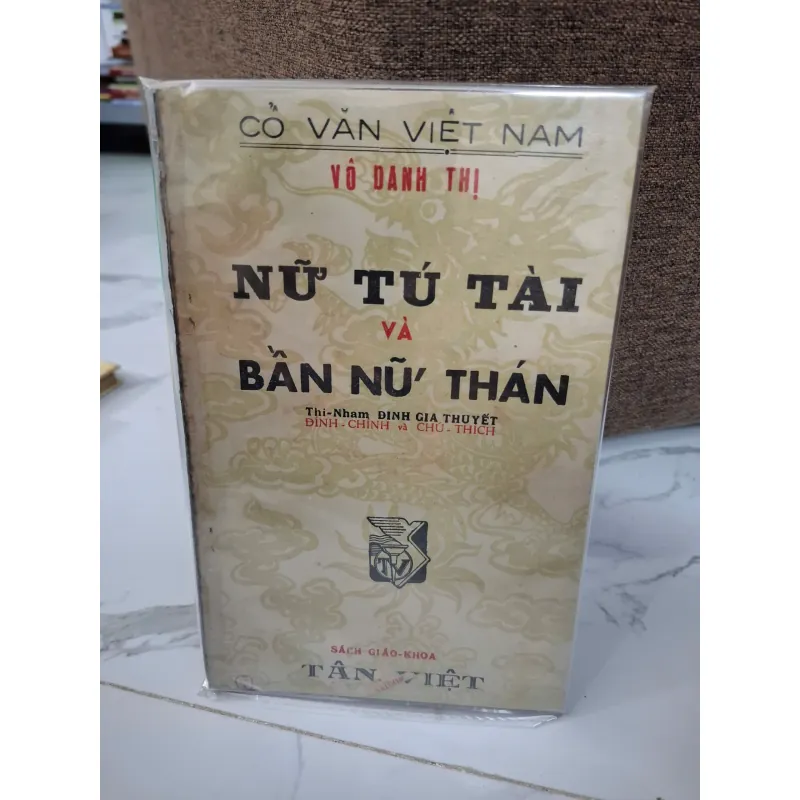 CỔ VĂN VIỆT NAM
VÔ DANH THỊ
NỮ TÚ TÀI
VÀ
BẦN NỮ THÁN
Thi-Nham ĐINH GIA THUYẾT
ĐÍNH-CHÍNH và CHÚ-THÍCH
TV
SÁCH GIÁO-KHOA
TÂN VIỆT